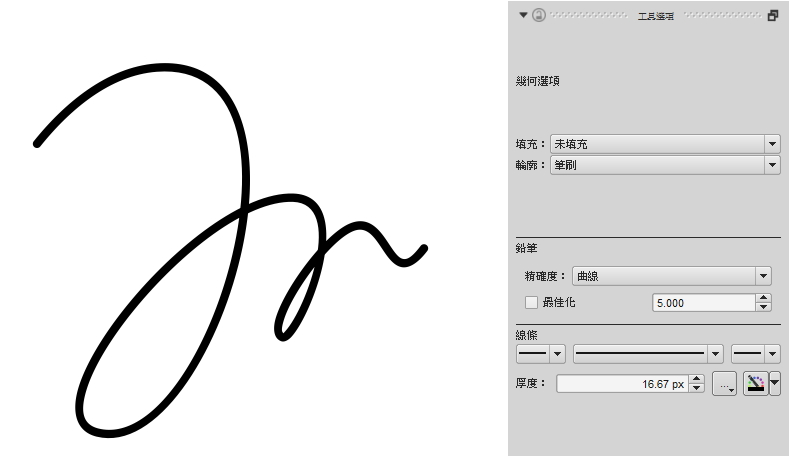 工具選項
幾何選項
填充： 未填充
輪廓： 筆刷
鉛筆
精確度： 曲線
最佳化 5.000
線條
厚度： 16.67 px ...